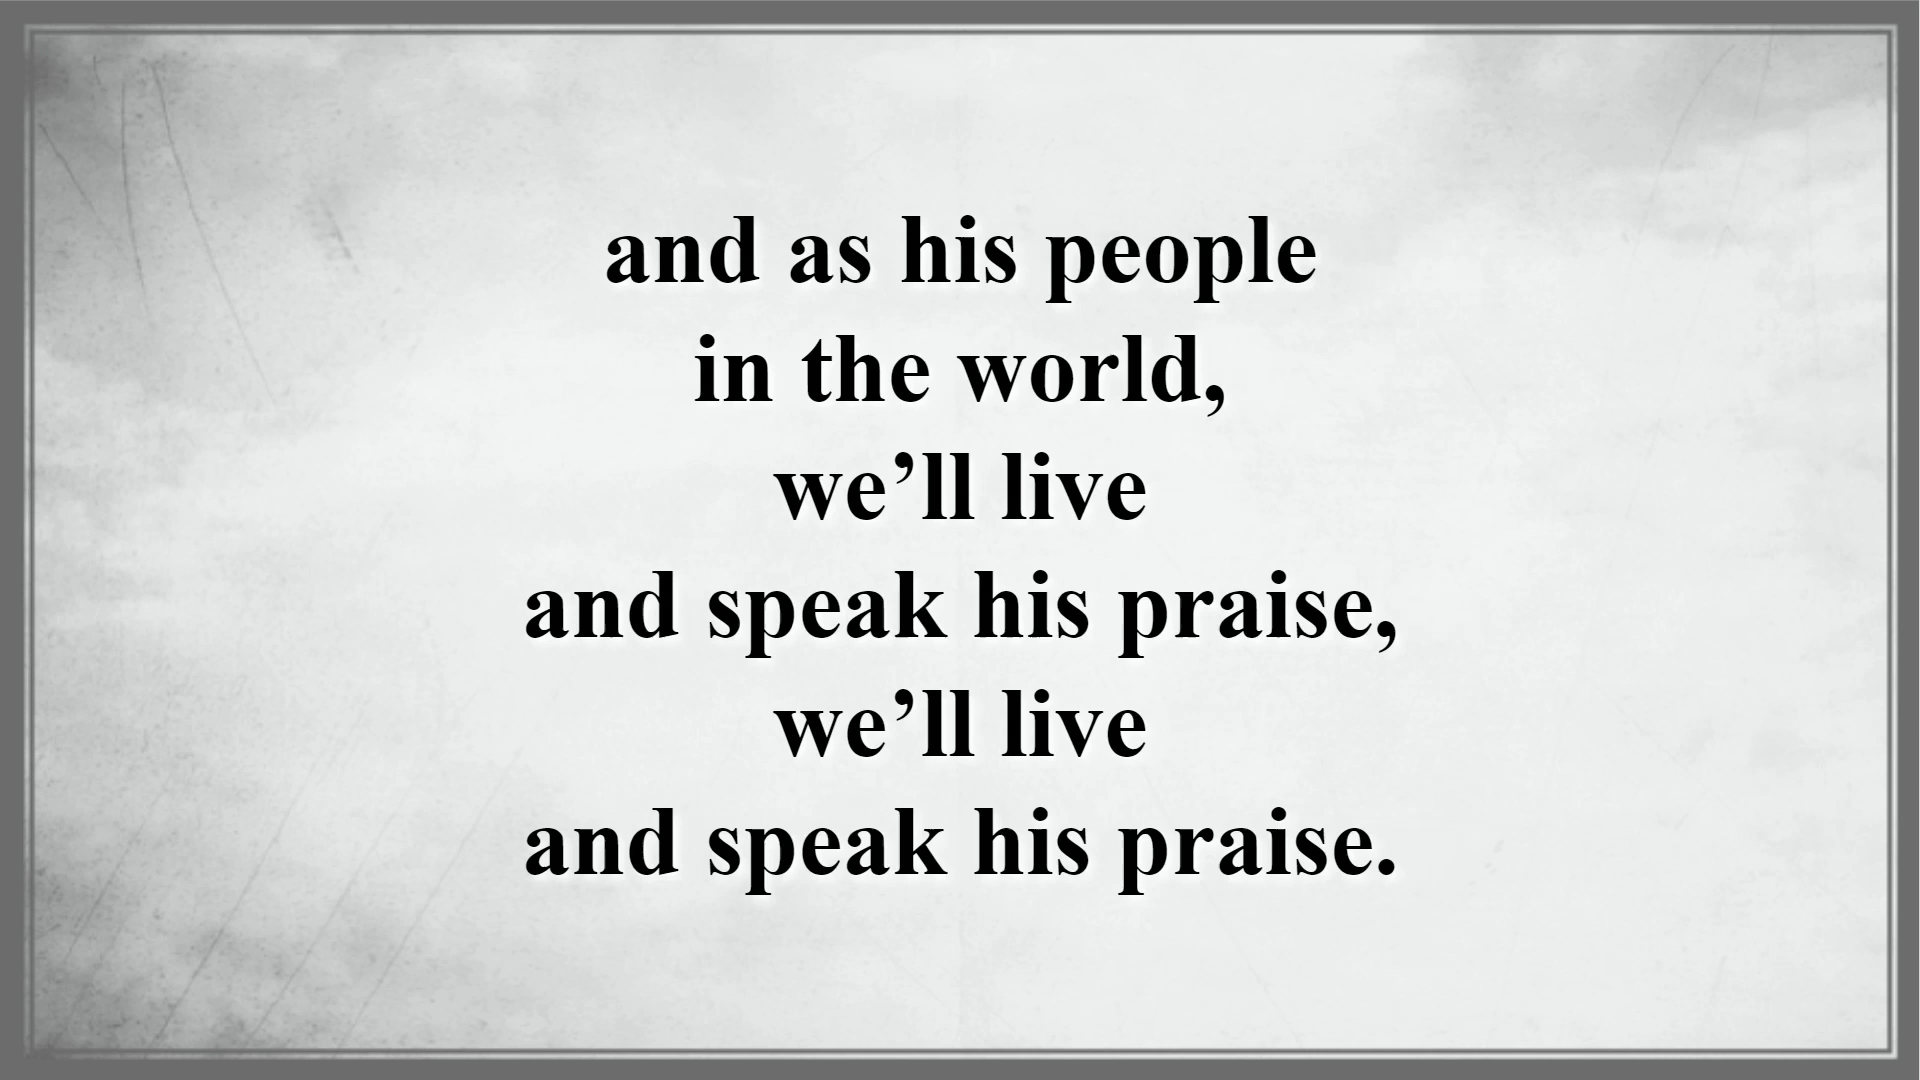 and as his people
in the world,
we’ll live
and speak his praise,
we’ll live
and speak his praise.